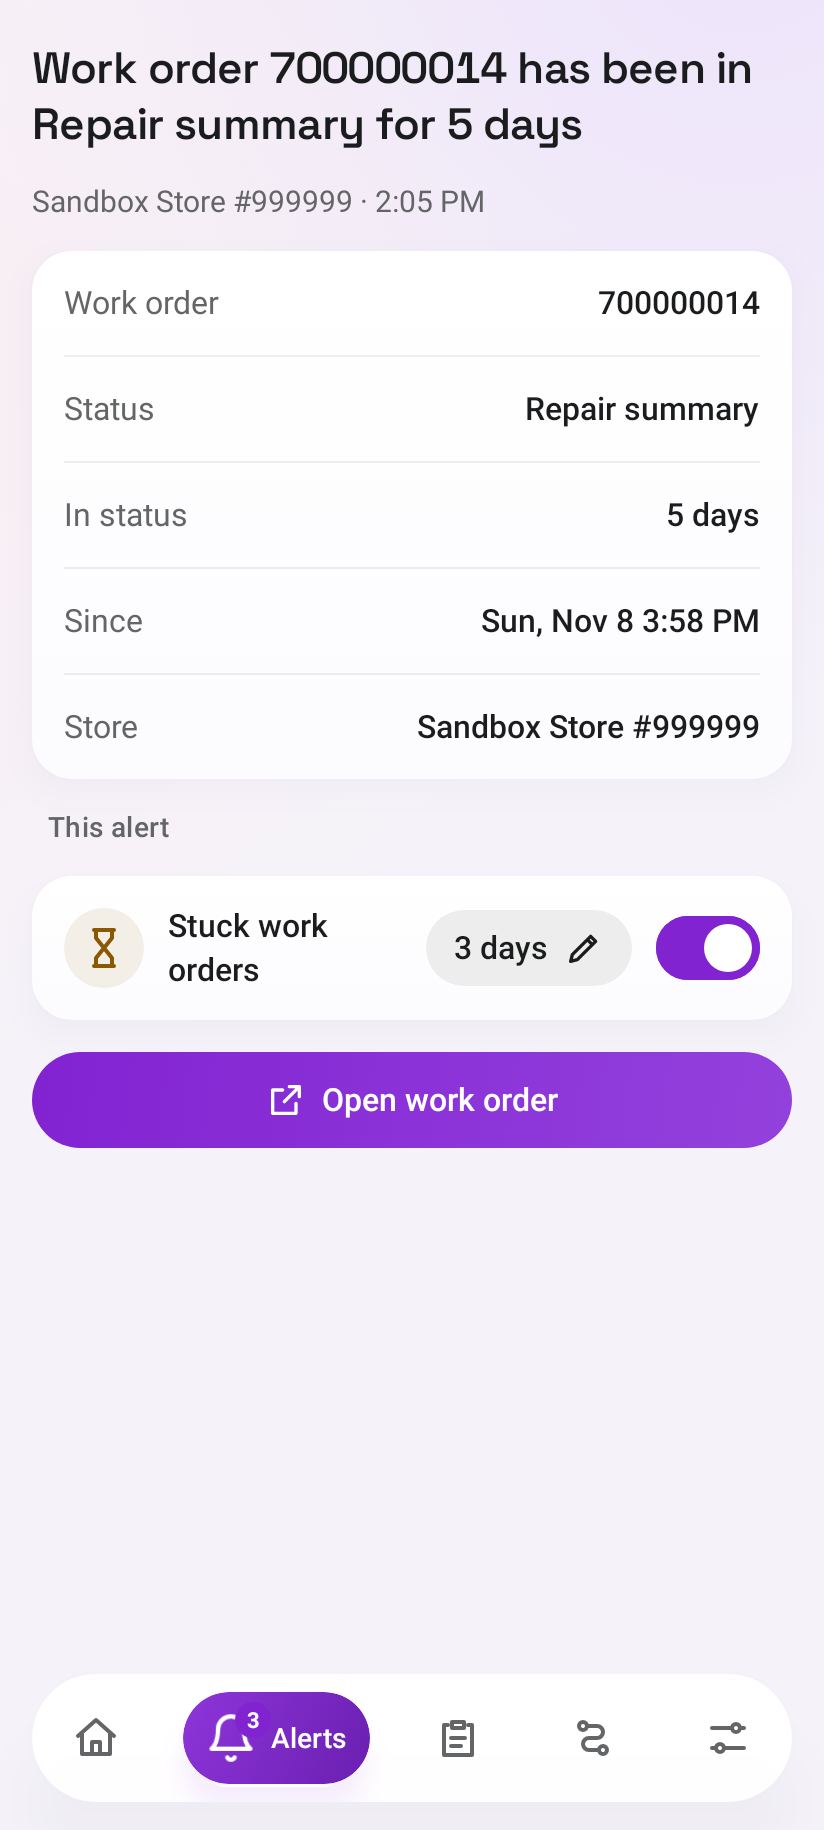 Work order 700000014 has been in
Repair summary for 5 days
Sandbox Store #999999 · 2:05 PM
Work order 700000014
Status Repair summary
In status 5 days
Since Sun, Nov 8 3:58 PM
Store Sandbox Store #999999
This alert
Stuck work
orders
3 days
Open work order
3
Alerts